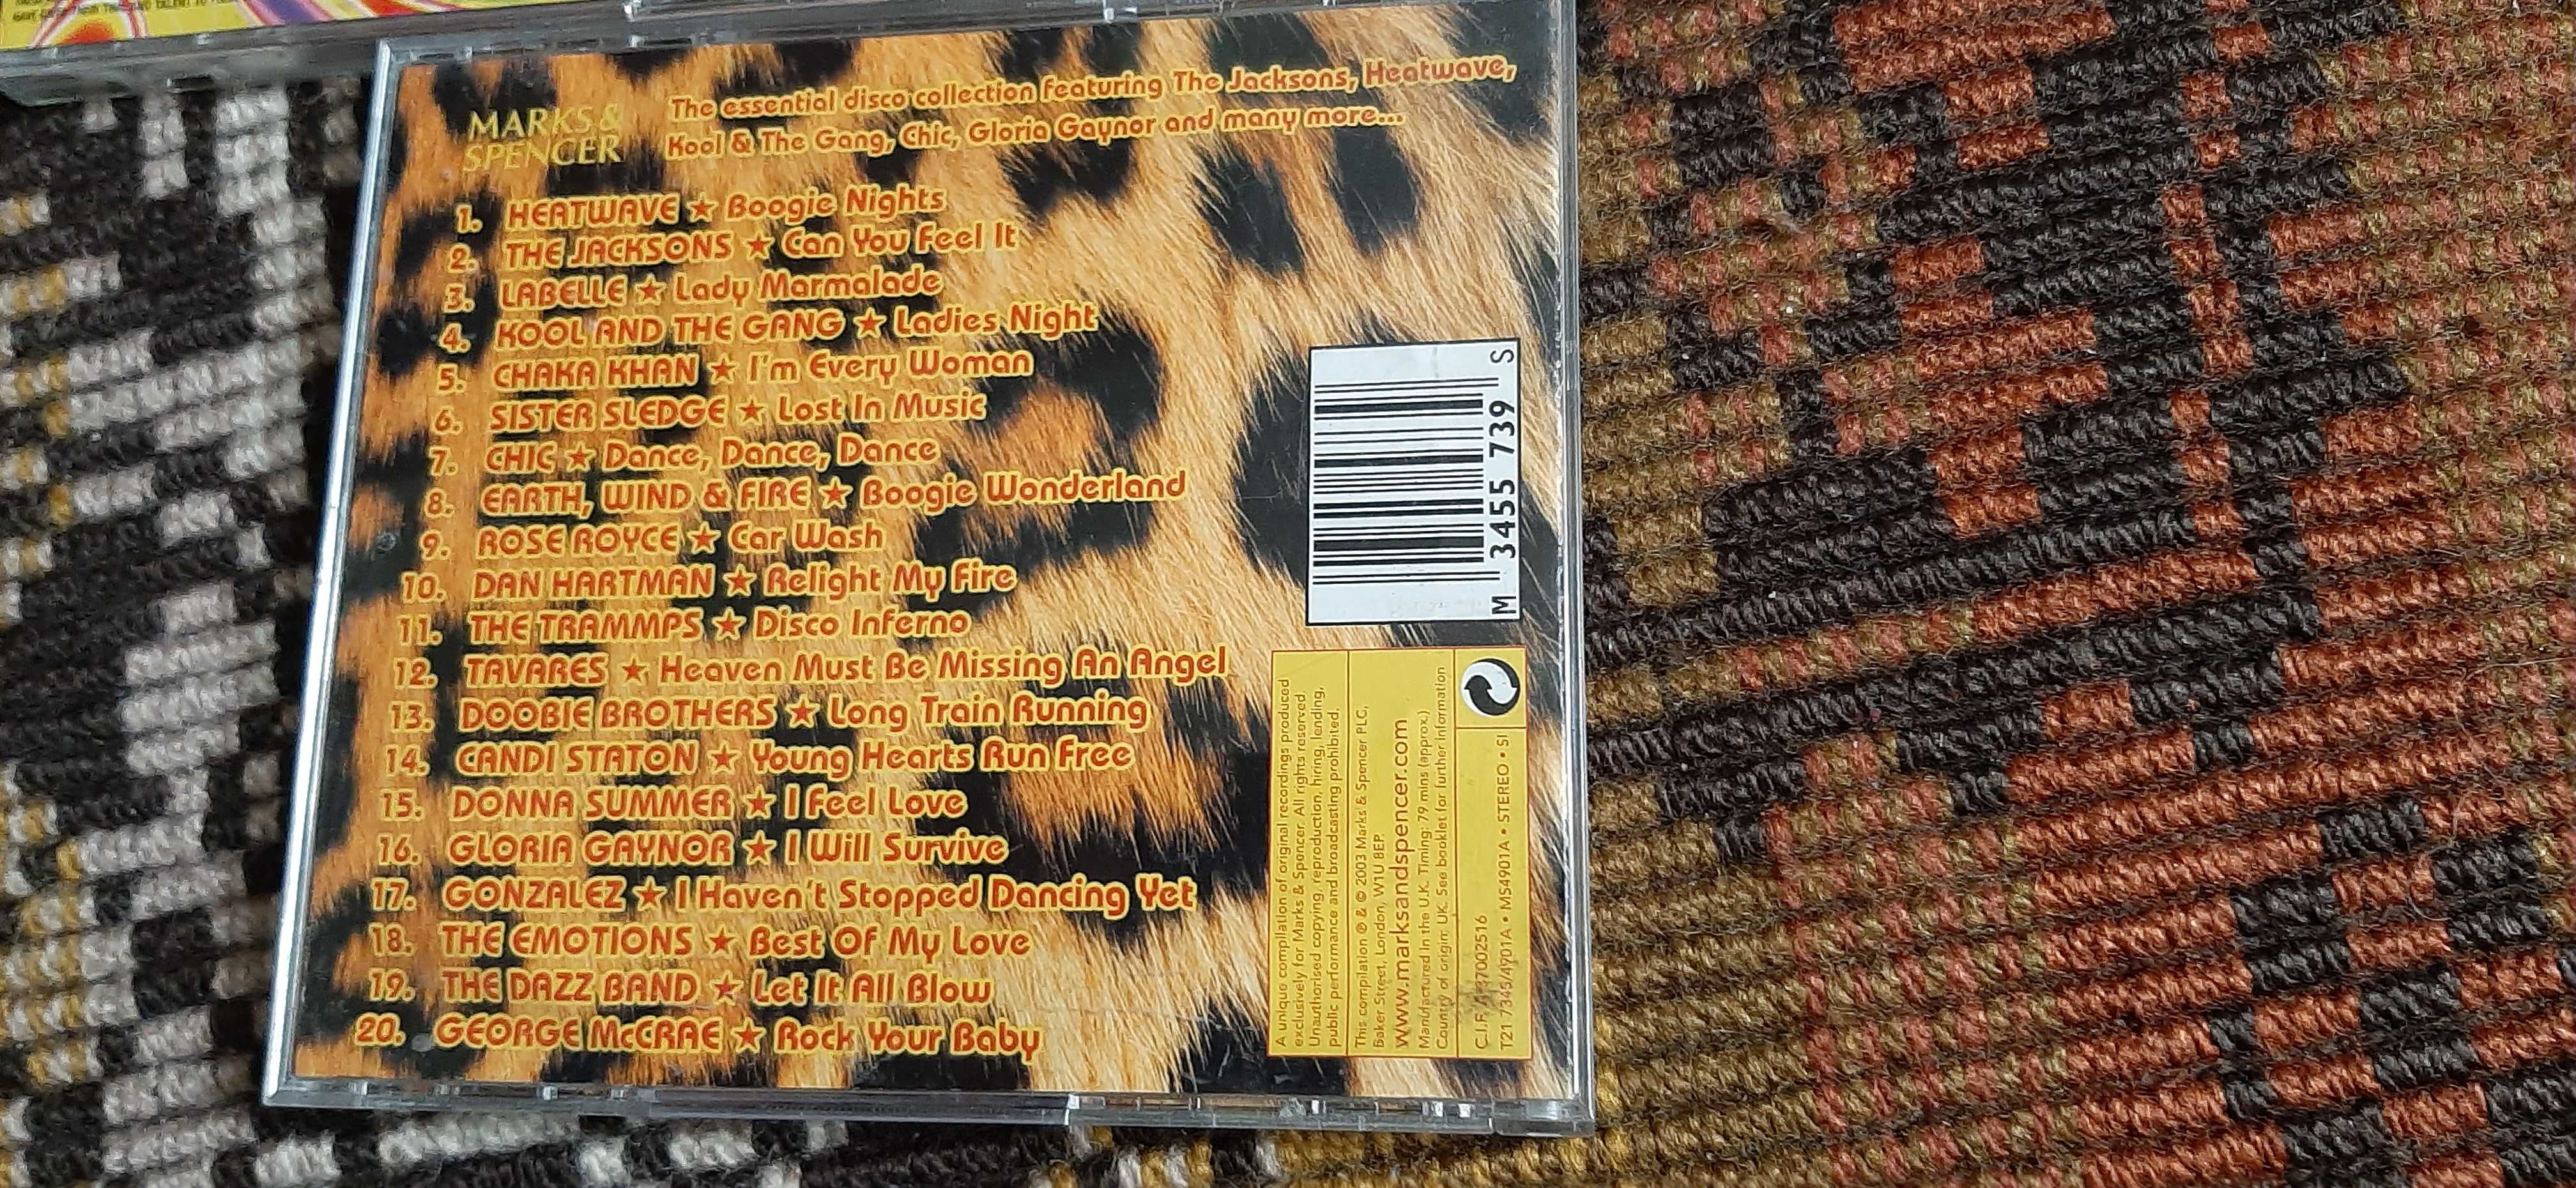 MARKS &
SPENCER
The essential disco collection featuring The Jacksons, Heatwave,
Kool & The Gang, Chic, Gloria Gaynor and many more...
1. HEATWAVE ★ Boogie Nights
2. THE JACKSONS ★ Can You Feel It
3. LABELLE ★ Lady Marmalade
4. KOOL AND THE GANG ★ Ladies Night
5. CHAKA KHAN ★ I'm Every Woman
6. SISTER SLEDGE ★ Lost In Music
7. CHIC ★ Dance, Dance, Dance
8. EARTH, WIND & FIRE ★ Boogie Wonderland
9. ROSE ROYCE ★ Car Wash
10. DAN HARTMAN ★ Relight My Fire
11. THE TRAMMPS ★ Disco Inferno
12. TAVARES ★ Heaven Must Be Missing An Angel
13. DOOBIE BROTHERS ★ Long Train Running
14. CANDI STATON ★ Young Hearts Run Free
15. DONNA SUMMER ★ I Feel Love
16. GLORIA GAYNOR ★ I Will Survive
17. GONZALEZ ★ I Haven't Stopped Dancing Yet
18. THE EMOTIONS ★ Best Of My Love
19. THE DAZZ BAND ★ Let It All Blow
20. GEORGE McCRAE ★ Rock Your Baby
M 3455 739 S
A unique compilation of original recordings produced
exclusively for Marks & Spencer. All rights reserved.
Unauthorised copying, reproduction, hiring, lending,
public performance and broadcasting prohibited.
This compilation ℗ & © 2003 Marks & Spencer PLC,
Baker Street, London, W1U 8EP.
www.marksandspencer.com
Manufactured in the U.K. Timing: 79 mins (approx.)
Country of origin: UK. See booklet for further information
C.I.F. 37002516
T21 7345/4901A • MS4901A • STEREO • SI